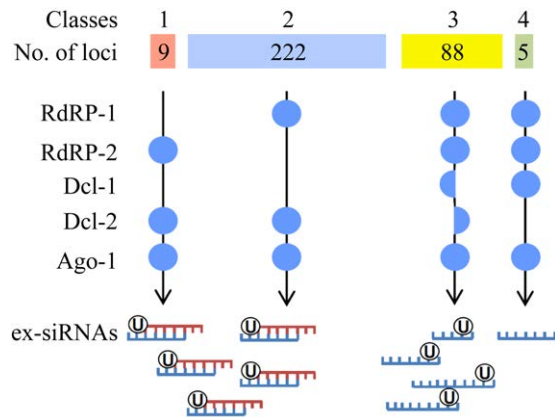 Classes 1 2 3 4
No. of loci 9 222 88 5
RdRP-1
RdRP-2
Dcl-1
Dcl-2
Ago-1
ex-siRNAs
U U U
U U U
U U
U U